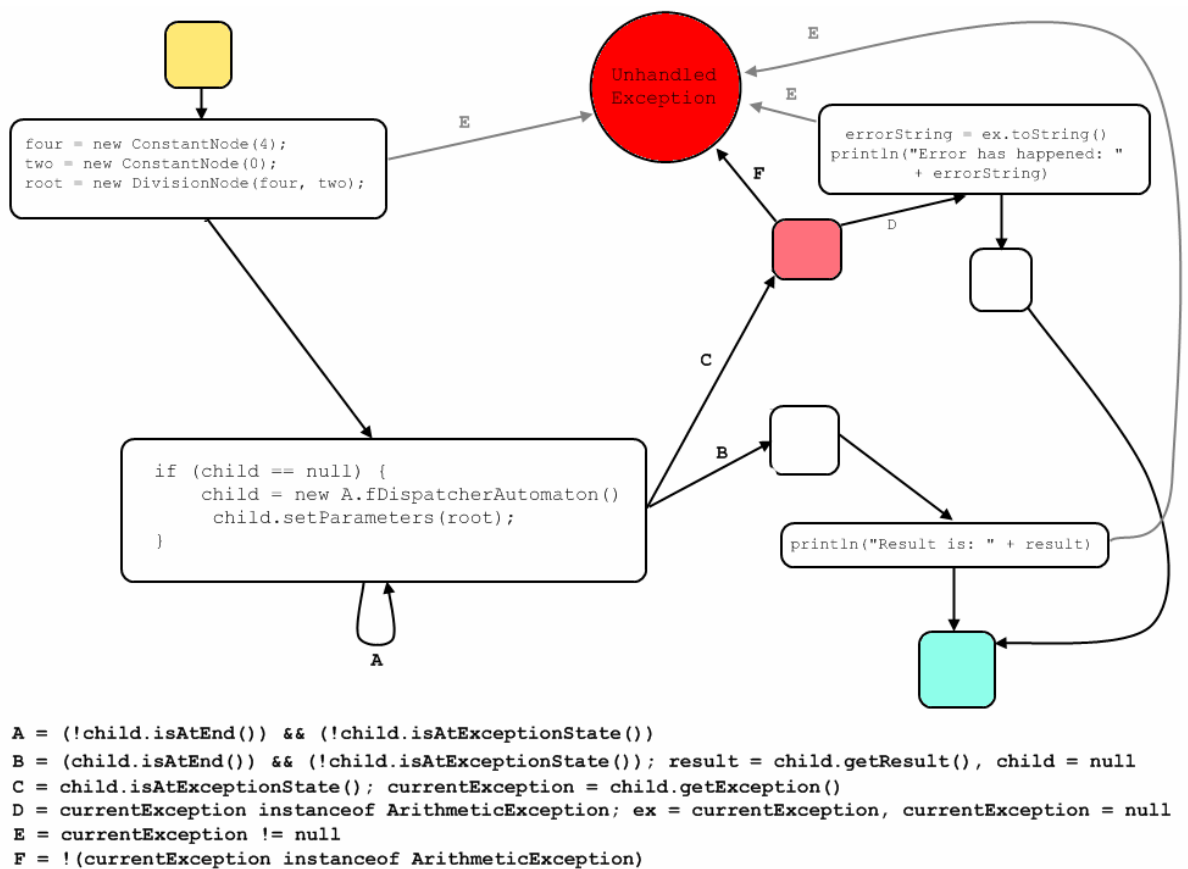 E
Unhandled
Exception
E
four = new ConstantNode(4);
two = new ConstantNode(0);
root = new DivisionNode(four, two);
E
errorString = ex.toString()
println("Error has happened: "
+ errorString)
F
D
C
B
if (child == null) {
child = new A.fDispatcherAutomaton()
child.setParameters(root);
}
println("Result is: " + result)
A
A = (!child.isAtEnd()) && (!child.isAtExceptionState())
B = (child.isAtEnd()) && (!child.isAtExceptionState()); result = child.getResult(), child = null
C = child.isAtExceptionState(); currentException = child.getException()
D = currentException instanceof ArithmeticException; ex = currentException, currentException = null
E = currentException != null
F = !(currentException instanceof ArithmeticException)